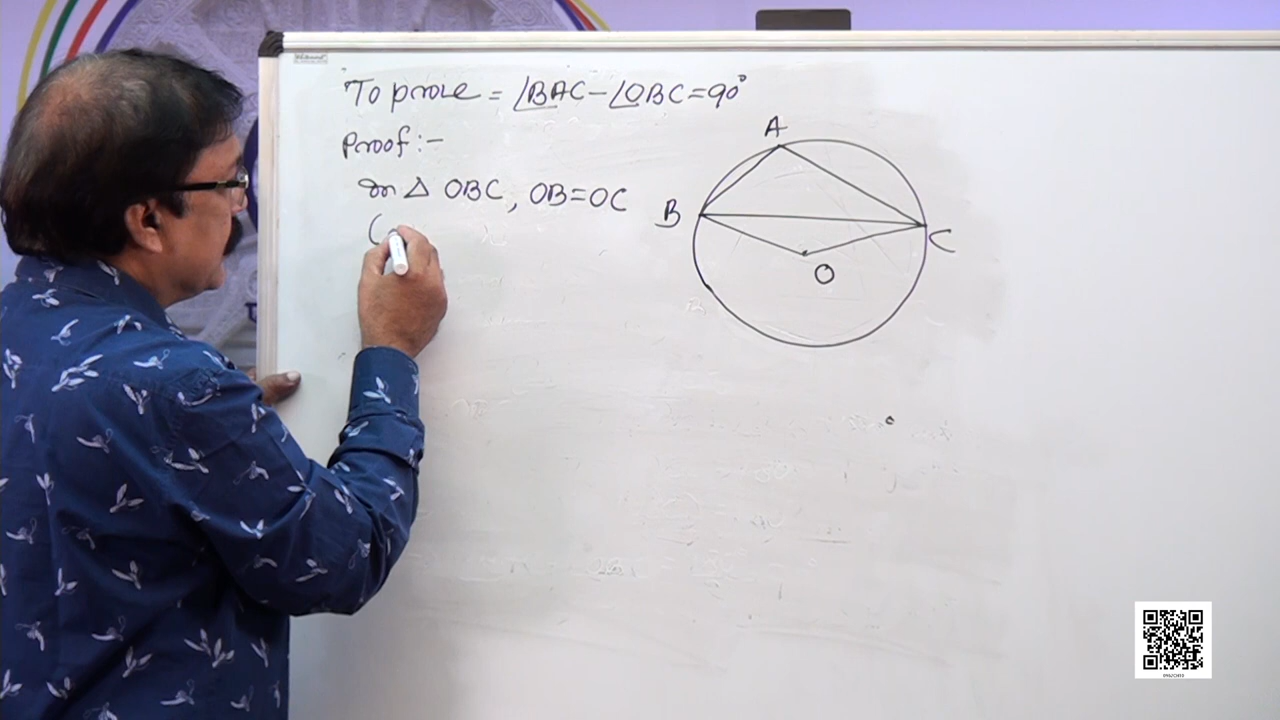 To prove = ∠BAC - ∠OBC = 90°
Proof :-
In △ OBC, OB = OC
(
A
B
C
O